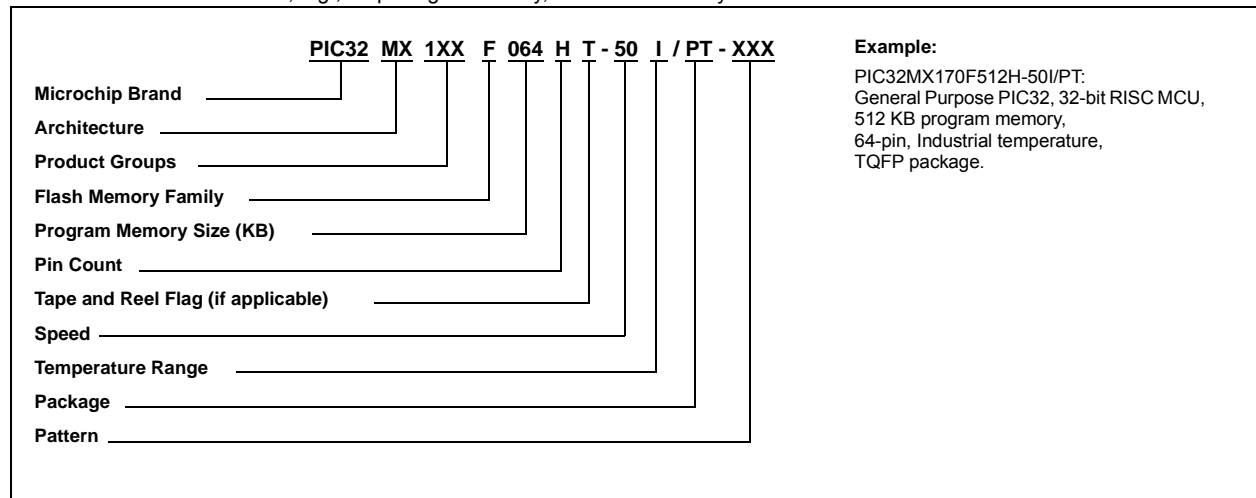 PIC32 MX 1XX F 064 H T - 50 I / PT - XXX
Microchip Brand
Architecture
Product Groups
Flash Memory Family
Program Memory Size (KB)
Pin Count
Tape and Reel Flag (if applicable)
Speed
Temperature Range
Package
Pattern
Example:
PIC32MX170F512H-50I/PT:
General Purpose PIC32, 32-bit RISC MCU,
512 KB program memory,
64-pin, Industrial temperature,
TQFP package.